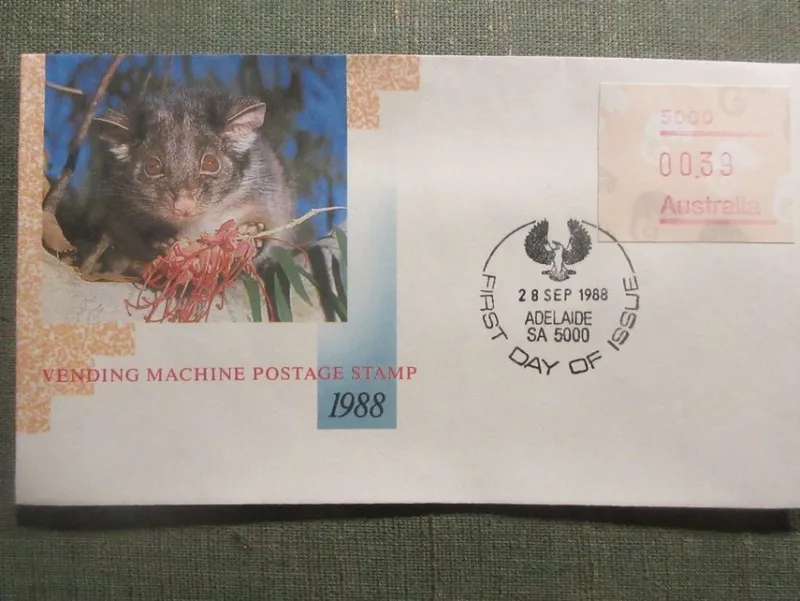 5000
00.39
Australia
28 SEP 1988
ADELAIDE
SA 5000
FIRST DAY OF ISSUE
VENDING MACHINE POSTAGE STAMP
1988